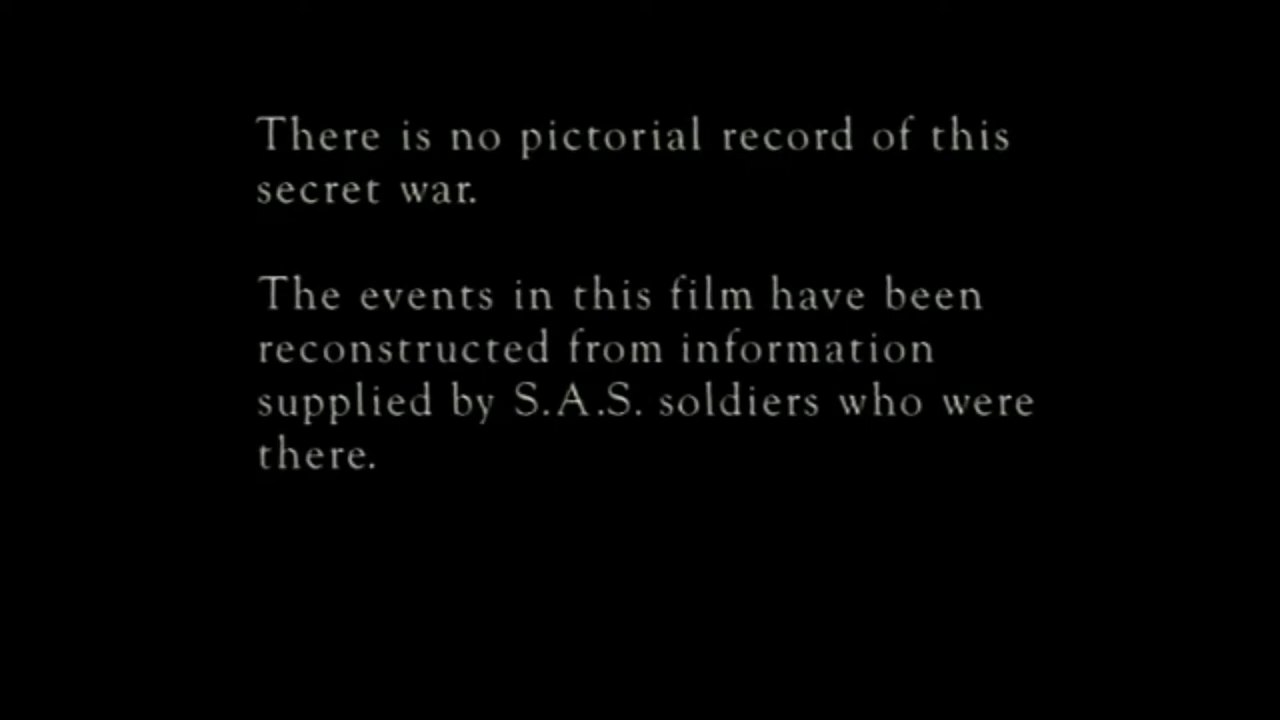 There is no pictorial record of this
secret war.
The events in this film have been
reconstructed from information
supplied by S.A.S. soldiers who were
there.